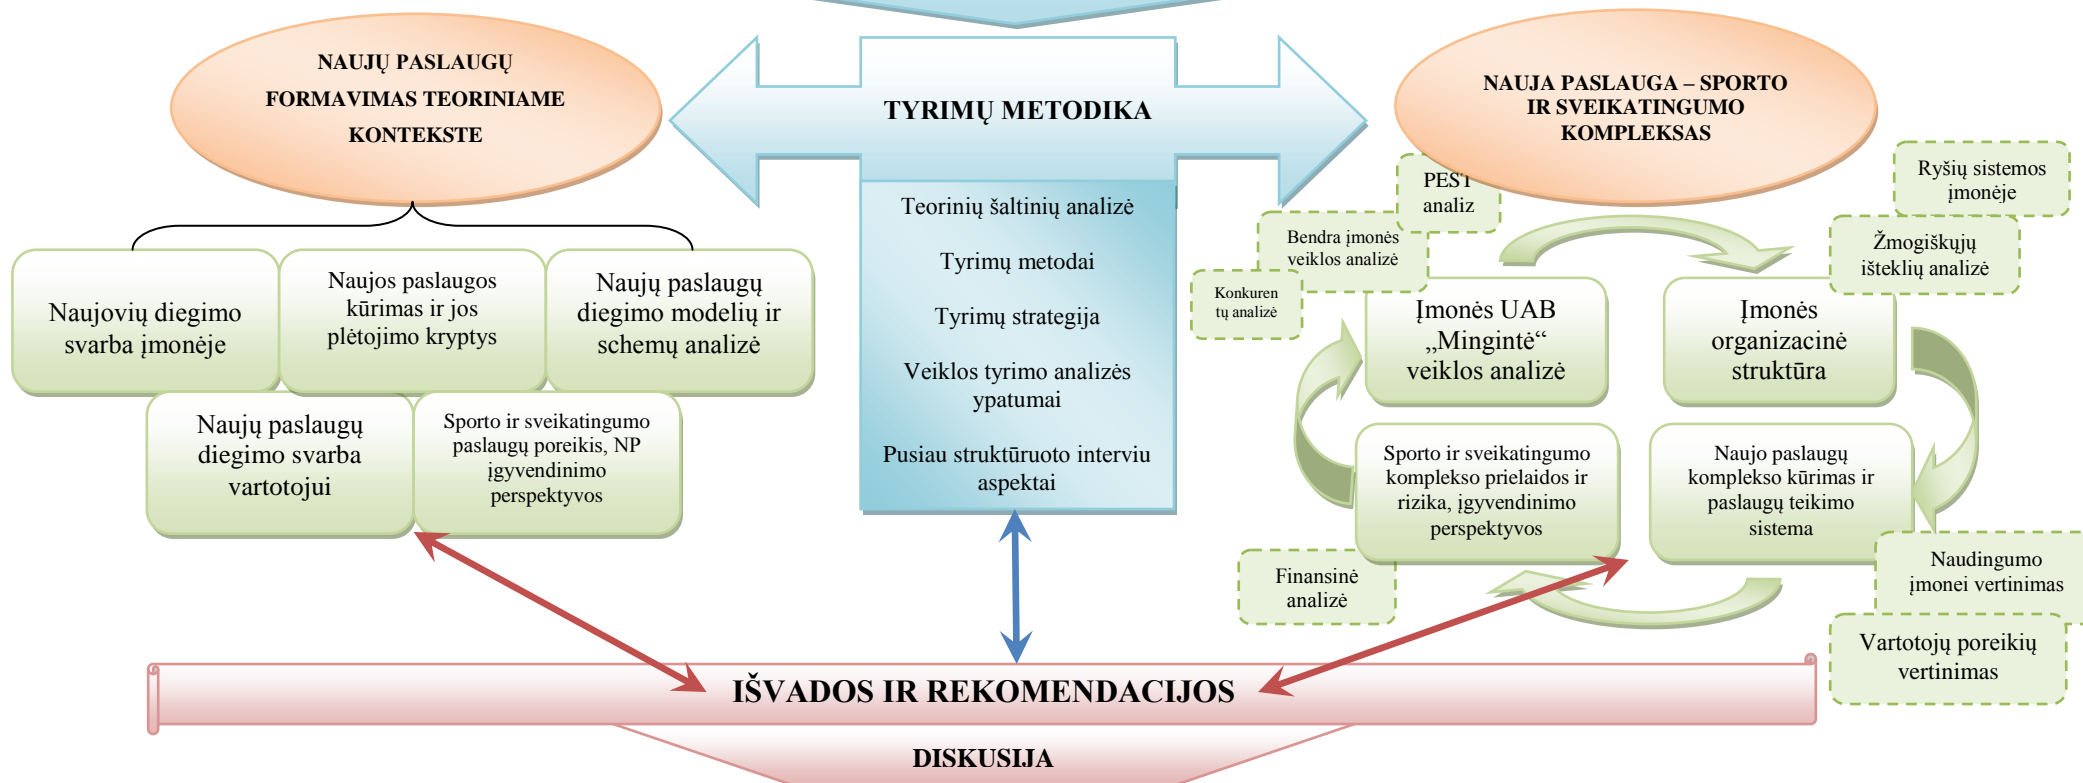 NAUJŲ PASLAUGŲ
FORMAVIMAS TEORINIAME
KONTEKSTE
Naujovių diegimo
svarba įmonėje
Naujos paslaugos
kūrimas ir jos
plėtojimo kryptys
Naujų paslaugų
diegimo modelių ir
schemų analizė
Naujų paslaugų
diegimo svarba
vartotojui
Sporto ir sveikatingumo
paslaugų poreikis, NP
įgyvendinimo
perspektyvos
TYRIMŲ METODIKA
Teorinių šaltinių analizė
Tyrimų metodai
Tyrimų strategija
Veiklos tyrimo analizės
ypatumai
Pusiau struktūruoto interviu
aspektai
NAUJA PASLAUGA – SPORTO
IR SVEIKATINGUMO
KOMPLEKSAS
PEST
analiz
Bendra įmonės
veiklos analizė
Konkuren
tų analizė
Ryšių sistemos
įmonėje
Žmogiškųjų
išteklių analizė
Įmonės UAB
„Mingintė“
veiklos analizė
Įmonės
organizacinė
struktūra
Sporto ir sveikatingumo
komplekso prielaidos ir
rizika, įgyvendinimo
perspektyvos
Naujo paslaugų
komplekso kūrimas ir
paslaugų teikimo
sistema
Finansinė
analizė
Naudingumo
įmonei vertinimas
Vartotojų poreikių
vertinimas
IŠVADOS IR REKOMENDACIJOS
DISKUSIJA